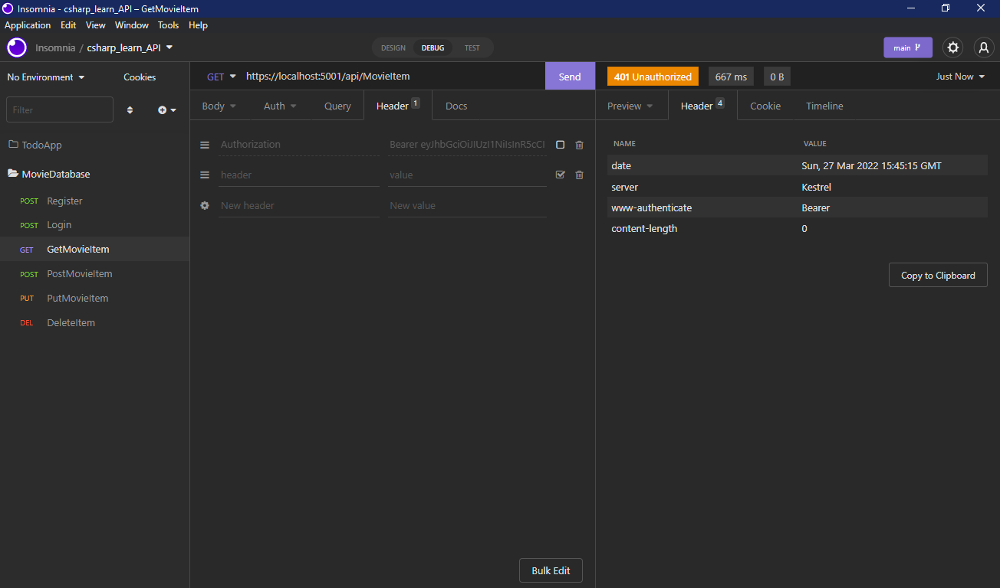 Insomnia - csharp_learn_API – GetMovieItem
Application Edit View Window Tools Help
Insomnia / csharp_learn_API
DESIGN DEBUG TEST
main
No Environment Cookies
GET https://localhost:5001/api/MovieItem Send
401 Unauthorized 667 ms 0 B Just Now
Filter
Body Auth Query Header 1 Docs
Preview Header 4 Cookie Timeline
TodoApp
MovieDatabase
POST Register
POST Login
GET GetMovieItem
POST PostMovieItem
PUT PutMovieItem
DEL DeleteItem
Authorization Bearer eyJhbGciOiJIUzI1NiIsInR5cCI
header value
New header New value
Bulk Edit
NAME VALUE
date Sun, 27 Mar 2022 15:45:15 GMT
server Kestrel
www-authenticate Bearer
content-length 0
Copy to Clipboard